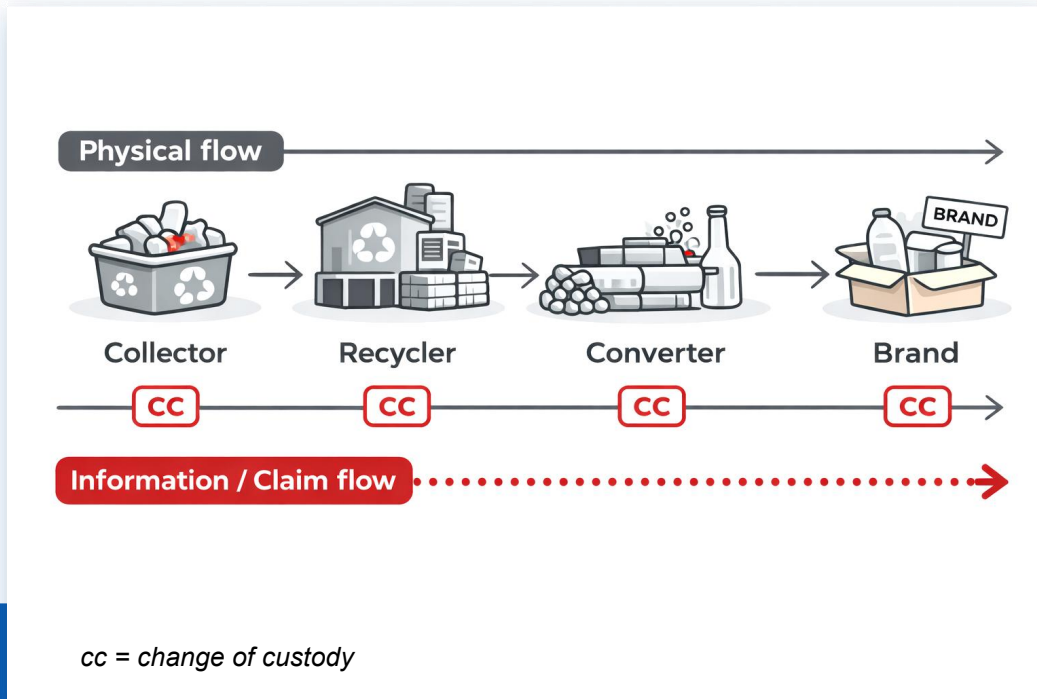 Physical flow
BRAND
Collector
Recycler
Converter
Brand
CC
CC
CC
CC
Information / Claim flow
cc = change of custody